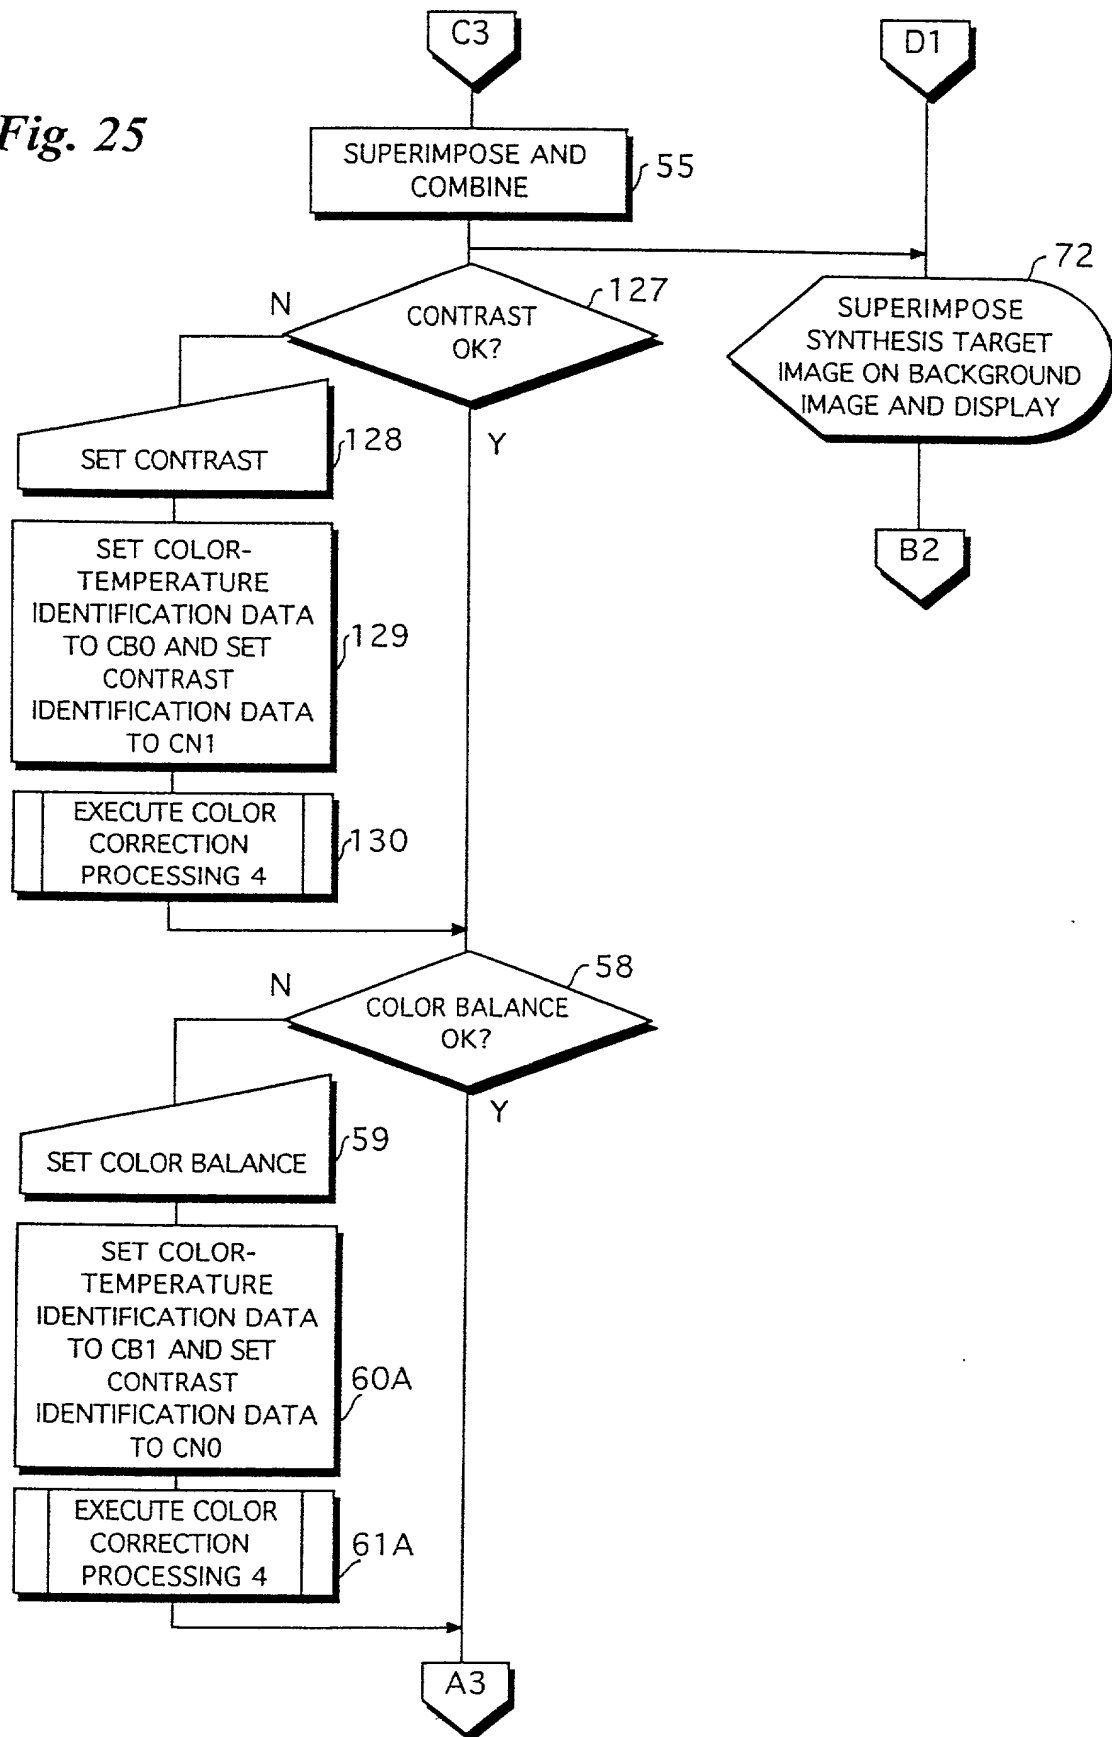 C3
D1
Fig. 25
SUPERIMPOSE AND
COMBINE
55
72
N
127
CONTRAST
OK?
SUPERIMPOSE
SYNTHESIS TARGET
IMAGE ON BACKGROUND
IMAGE AND DISPLAY
Y
128
SET CONTRAST
B2
SET COLOR-
TEMPERATURE
IDENTIFICATION DATA
TO CB0 AND SET
CONTRAST
IDENTIFICATION DATA
TO CN1
129
EXECUTE COLOR
CORRECTION
PROCESSING 4
130
N
58
COLOR BALANCE
OK?
Y
59
SET COLOR BALANCE
SET COLOR-
TEMPERATURE
IDENTIFICATION DATA
TO CB1 AND SET
CONTRAST
IDENTIFICATION DATA
TO CN0
60A
EXECUTE COLOR
CORRECTION
PROCESSING 4
61A
A3